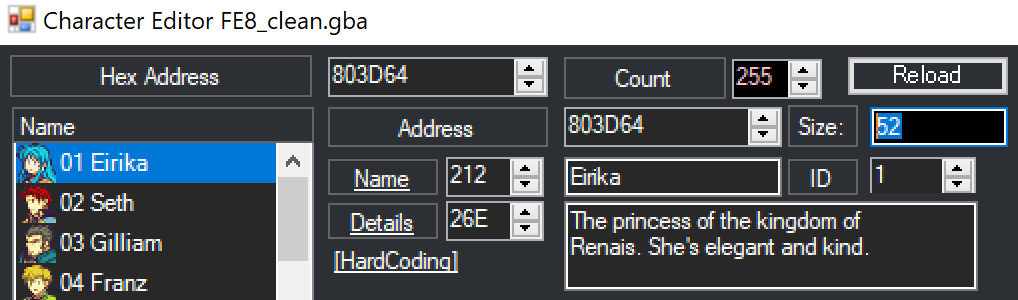 Character Editor FE8_clean.gba
Hex Address 803D64 Count 255 Reload
Name Address 803D64 Size: 52
01 Eirika Name 212 Eirika ID 1
02 Seth Details 26E The princess of the kingdom of
03 Gilliam Renais. She's elegant and kind.
[HardCoding]
04 Franz